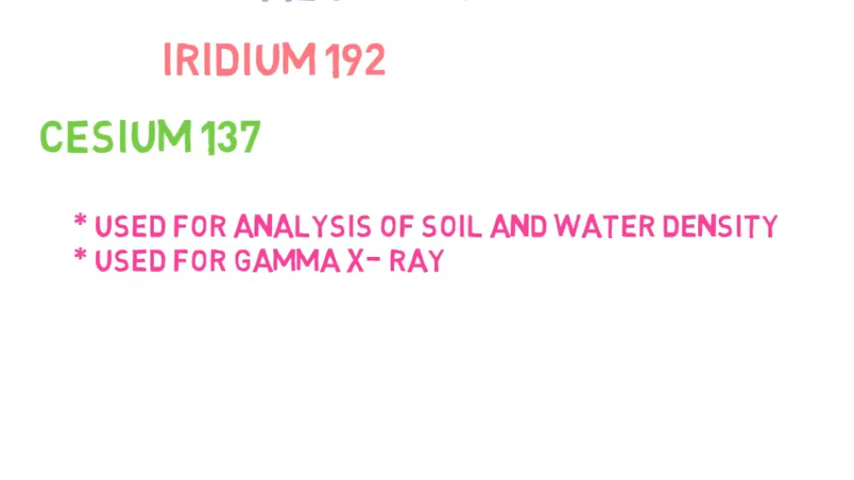 IRIDIUM 192
CESIUM 137
* USED FOR ANALYSIS OF SOIL AND WATER DENSITY
* USED FOR GAMMA X- RAY